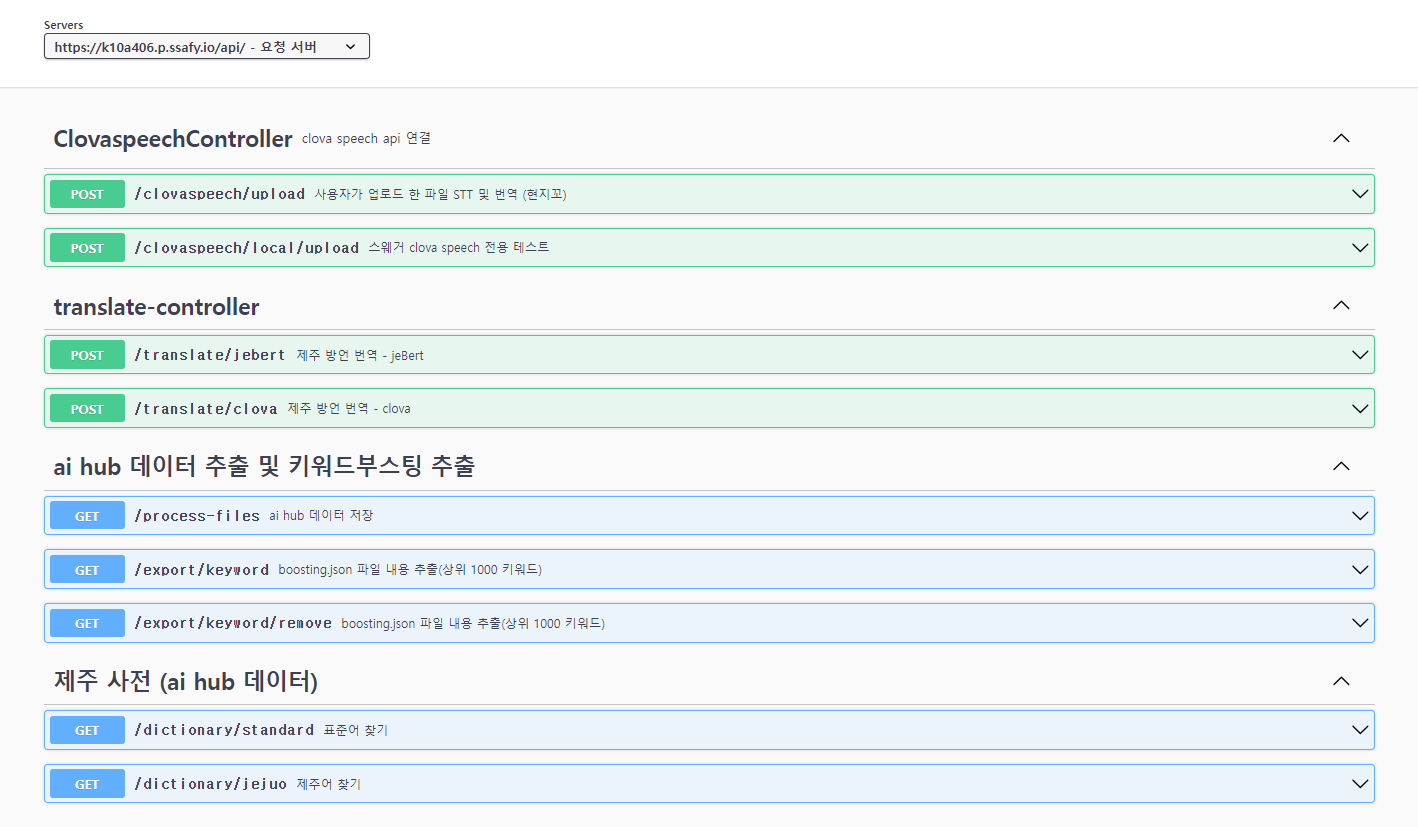 Servers
https://k10a406.p.ssafy.io/api/ - 요청 서버
ClovaspeechController clova speech api 연결
POST /clovaspeech/upload 사용자가 업로드 한 파일 STT 및 번역 (현지꼬)
POST /clovaspeech/local/upload 스웨거 clova speech 전용 테스트
translate-controller
POST /translate/jebert 제주 방언 번역 - jeBert
POST /translate/clova 제주 방언 번역 - clova
ai hub 데이터 추출 및 키워드부스팅 추출
GET /process-files ai hub 데이터 저장
GET /export/keyword boosting.json 파일 내용 추출(상위 1000 키워드)
GET /export/keyword/remove boosting.json 파일 내용 추출(상위 1000 키워드)
제주 사전 (ai hub 데이터)
GET /dictionary/standard 표준어 찾기
GET /dictionary/jejuo 제주어 찾기